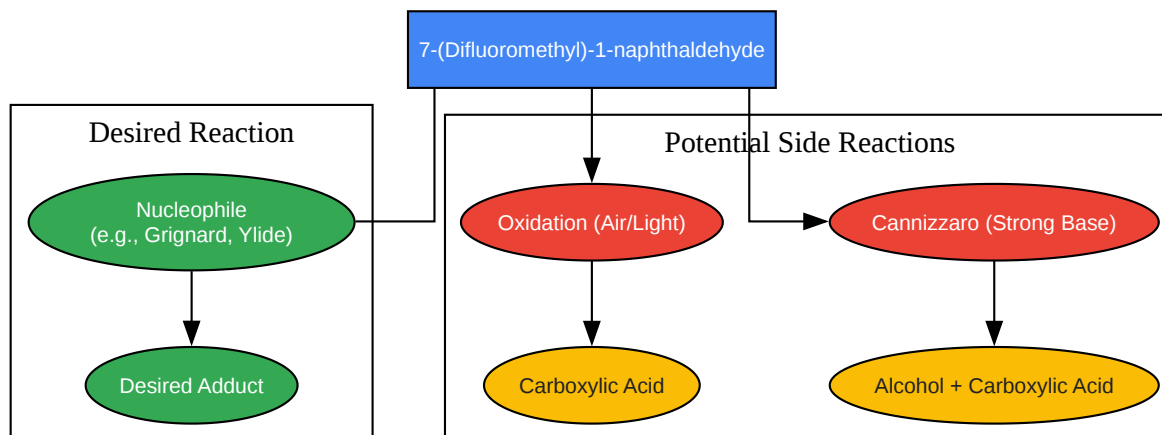 7-(Difluoromethyl)-1-naphthaldehyde
Desired Reaction
Potential Side Reactions
Nucleophile
(e.g., Grignard, Ylide)
Oxidation (Air/Light)
Cannizzaro (Strong Base)
Desired Adduct
Carboxylic Acid
Alcohol + Carboxylic Acid